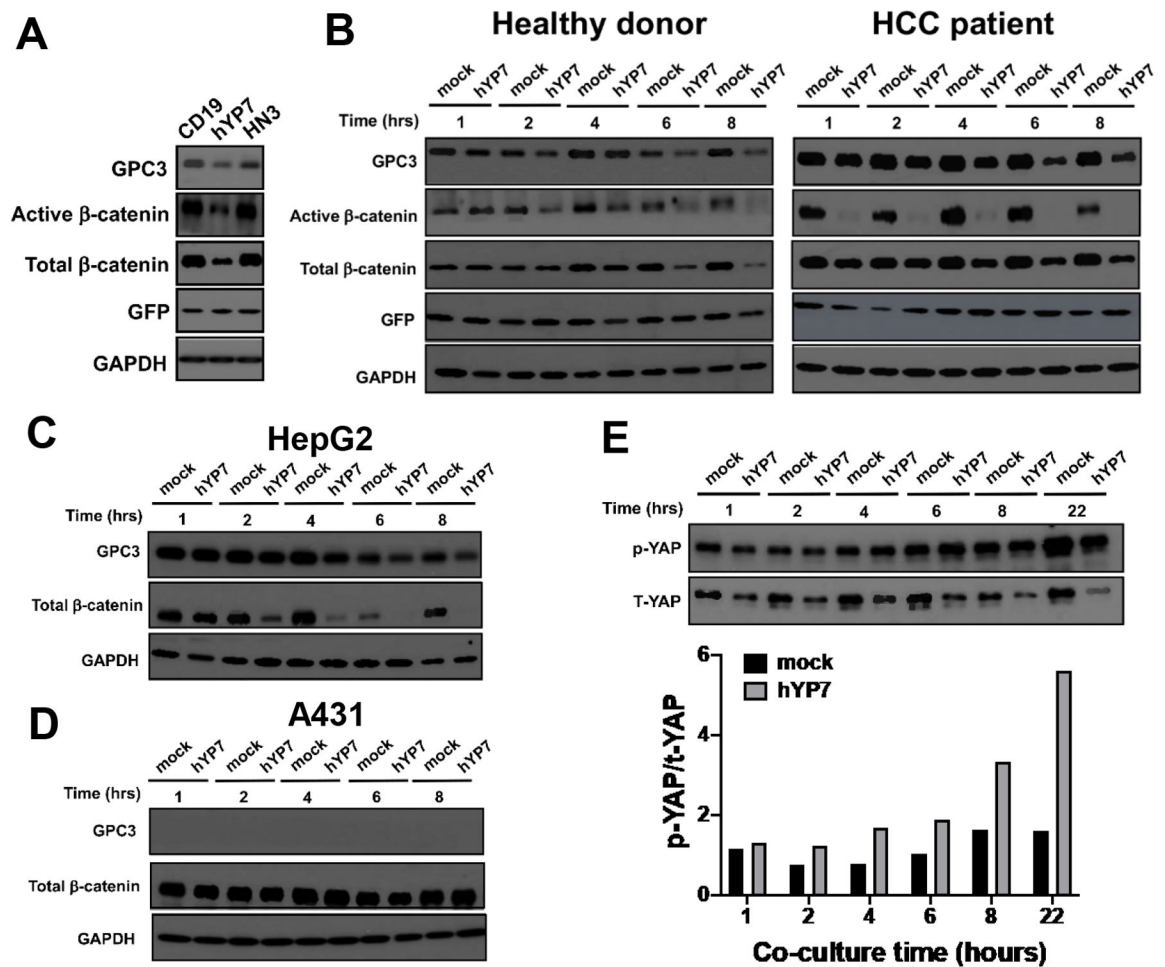 A
CD19 hYP7 HN3
GPC3
Active β-catenin
Total β-catenin
GFP
GAPDH
B
Healthy donor HCC patient
mock hYP7 mock hYP7 mock hYP7 mock hYP7 mock hYP7 mock hYP7 mock hYP7 mock hYP7 mock hYP7 mock hYP7
Time (hrs) 1 2 4 6 8 1 2 4 6 8
GPC3
Active β-catenin
Total β-catenin
GFP
GAPDH
C
HepG2
mock hYP7 mock hYP7 mock hYP7 mock hYP7 mock hYP7
Time (hrs) 1 2 4 6 8
GPC3
Total β-catenin
GAPDH
D
A431
mock hYP7 mock hYP7 mock hYP7 mock hYP7 mock hYP7
Time (hrs) 1 2 4 6 8
GPC3
Total β-catenin
GAPDH
E
mock hYP7 mock hYP7 mock hYP7 mock hYP7 mock hYP7 mock hYP7
Time (hrs) 1 2 4 6 8 22
p-YAP
T-YAP
p-YAP/t-YAP
6
4
2
0
mock
hYP7
1 2 4 6 8 22
Co-culture time (hours)